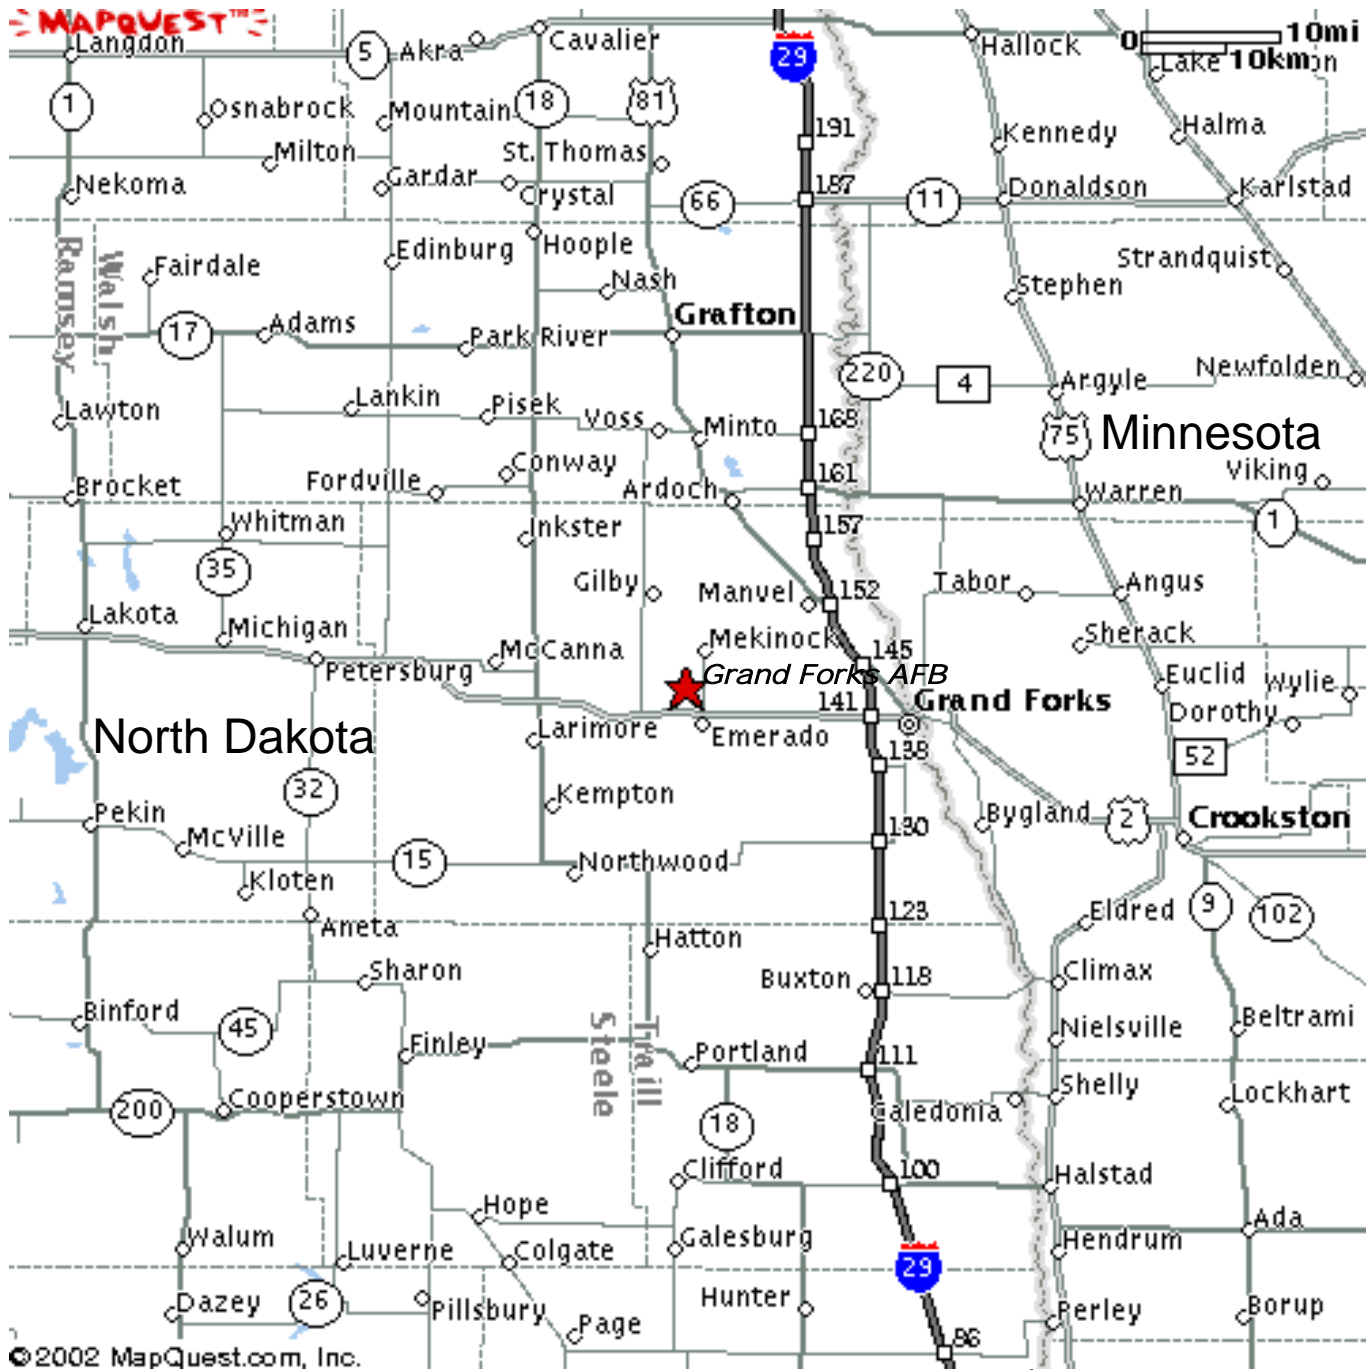 MAPQUEST™
Langdon
5
Akra
Cavalier
29
Hallock
0
10mi
10km
Lake
1
Osnabrock
Mountain
18
81
191
Kennedy
Halma
Milton
St. Thomas
Nekoma
Gardar
Crystal
66
187
11
Donaldson
Karlstad
Ramsey
Walsh
Fairdale
Edinburg
Hoople
Nash
Strandquist
Stephen
17
Adams
Park River
Grafton
220
4
Argyle
Newfolden
Lawton
Lankin
Pisek
Voss
Minto
168
75
Minnesota
Viking
Brocket
Fordville
Conway
Ardoch
161
Warren
Whitman
Inkster
157
1
35
Gilby
Manvel
152
Tabor
Angus
Lakota
Michigan
Petersburg
McCanna
Mekinock
145
Sherack
Grand Forks AFB
Euclid
Wylie
North Dakota
Larimore
Emerado
141
Grand Forks
Dorothy
138
52
32
Kempton
Pekin
McVille
15
Northwood
130
Bygland
2
Crookston
Kloten
Aneta
Hatton
123
Eldred
9
102
Sharon
Buxton
118
Climax
Binford
45
Finley
Steele
Traill
Portland
111
Nielsville
Beltrami
200
Cooperstown
18
Caledonia
Shelly
Lockhart
Clifford
100
Halstad
Walum
Hope
Luverne
Colgate
Galesburg
29
Hendrum
Ada
Dazey
26
Pillsbury
Page
Hunter
Perley
Borup
86
©2002 MapQuest.com, Inc.